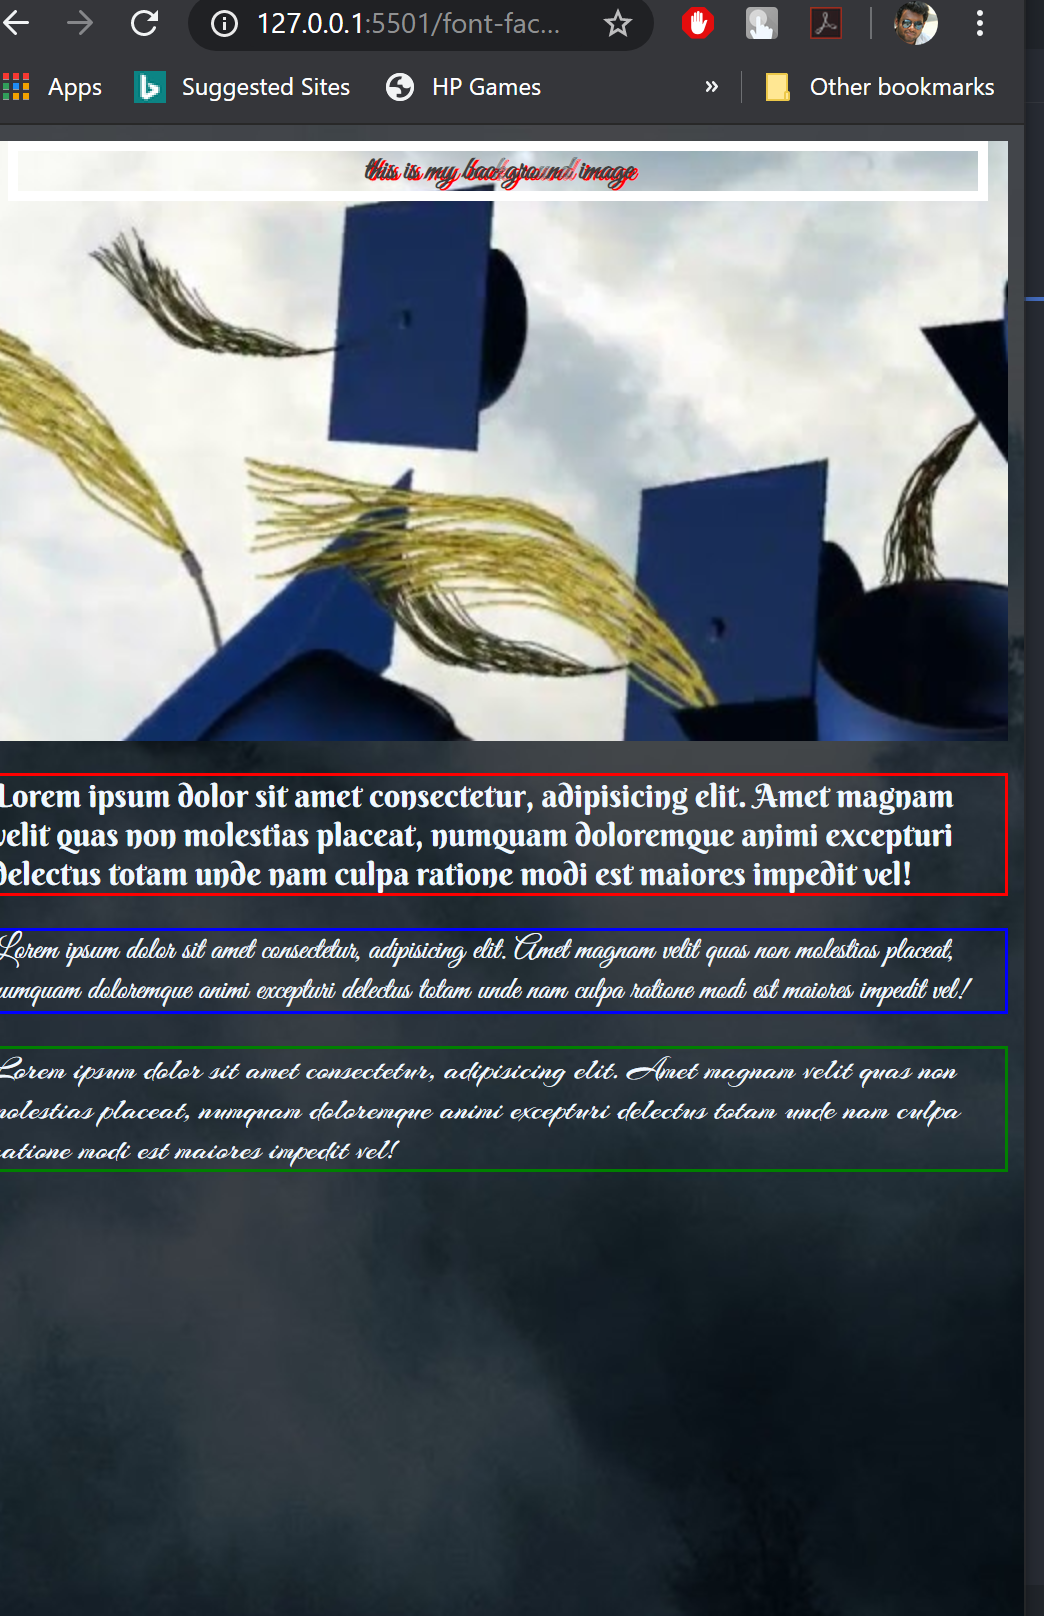 127.0.0.1:5501/font-fac...
Apps
Suggested Sites
HP Games
»
Other bookmarks
this is my background image
Lorem ipsum dolor sit amet consectetur, adipisicing elit. Amet magnam
velit quas non molestias placeat, numquam doloremque animi excepturi
delectus totam unde nam culpa ratione modi est maiores impedit vel!
Lorem ipsum dolor sit amet consectetur, adipisicing elit. Amet magnam velit quas non molestias placeat,
numquam doloremque animi excepturi delectus totam unde nam culpa ratione modi est maiores impedit vel!
Lorem ipsum dolor sit amet consectetur, adipisicing elit. Amet magnam velit quas non
molestias placeat, numquam doloremque animi excepturi delectus totam unde nam culpa
ratione modi est maiores impedit vel!